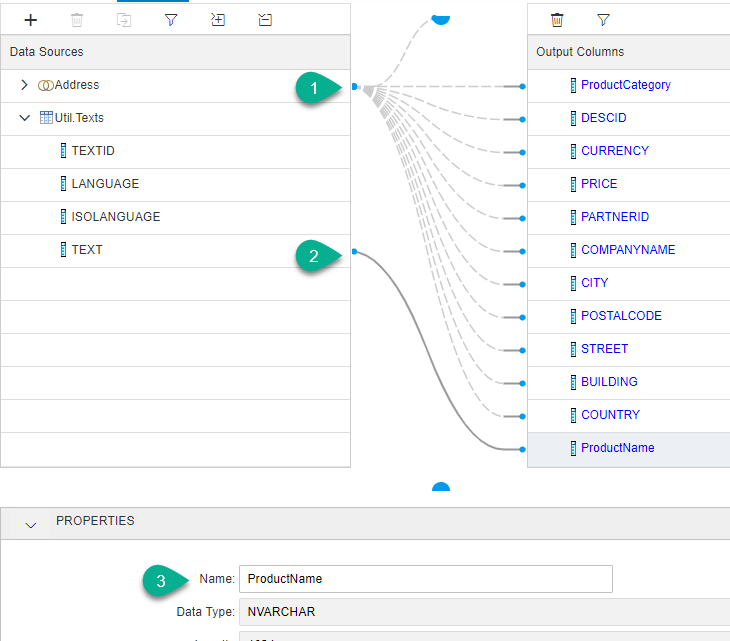 Data Sources
Output Columns
Address
1
ProductCategory
Util.Texts
DESCID
TEXTID
CURRENCY
LANGUAGE
PRICE
ISOLANGUAGE
PARTNERID
TEXT
2
COMPANYNAME
CITY
POSTALCODE
STREET
BUILDING
COUNTRY
ProductName
PROPERTIES
3
Name: ProductName
Data Type: NVARCHAR